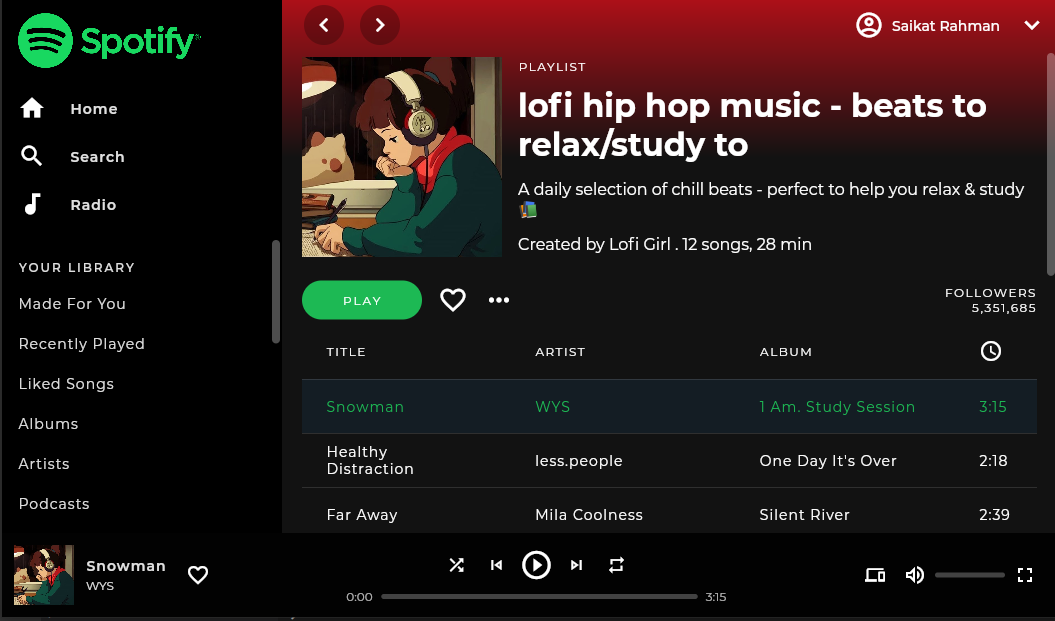 Spotify
Home
Search
Radio
YOUR LIBRARY
Made For You
Recently Played
Liked Songs
Albums
Artists
Podcasts
Saikat Rahman
PLAYLIST
lofi hip hop music - beats to
relax/study to
A daily selection of chill beats - perfect to help you relax & study
📚
Created by Lofi Girl . 12 songs, 28 min
PLAY
FOLLOWERS
5,351,685
TITLE ARTIST ALBUM
Snowman WYS 1 Am. Study Session 3:15
Healthy
Distraction less.people One Day It's Over 2:18
Far Away Mila Coolness Silent River 2:39
Snowman
WYS
0:00 3:15